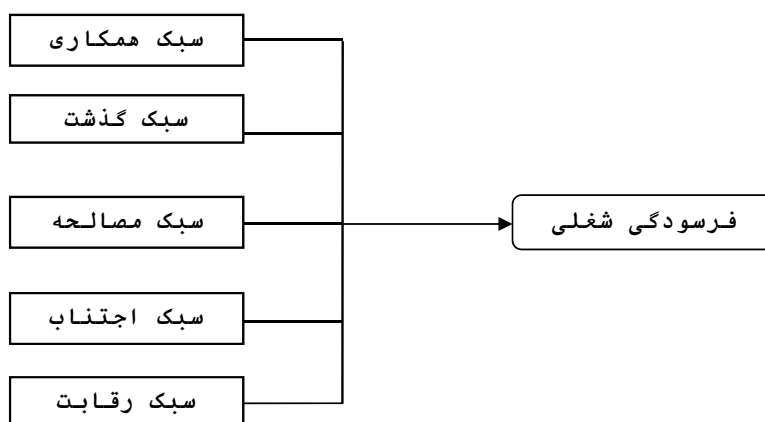 سبک همکاری
سبک گذشت
سبک مصالحه
فرسودگی شغلی
سبک اجتناب
سبک رقابت